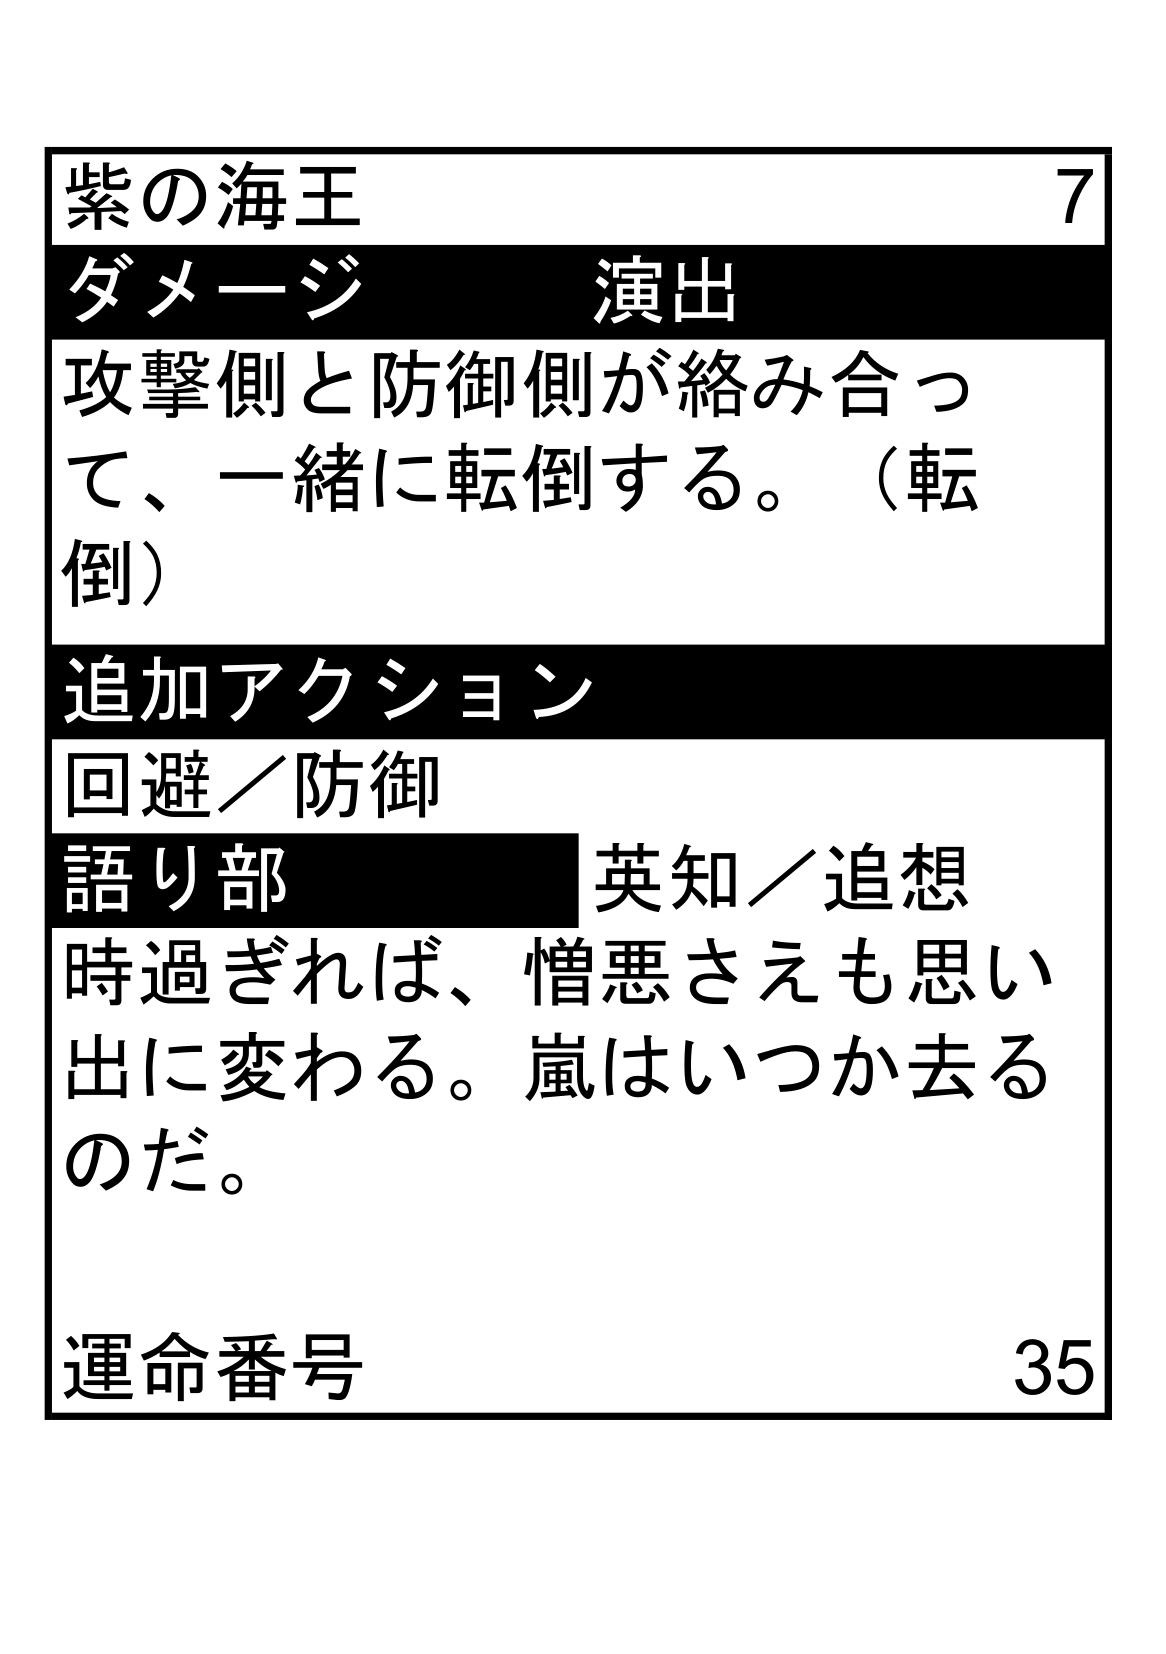 紫の海王 7
ダメージ 演出
攻撃側と防御側が絡み合っ
て、一緒に転倒する。（転
倒）
追加アクション
回避／防御
語り部 英知／追想
時過ぎれば、憎悪さえも思い
出に変わる。嵐はいつか去る
のだ。
運命番号 35